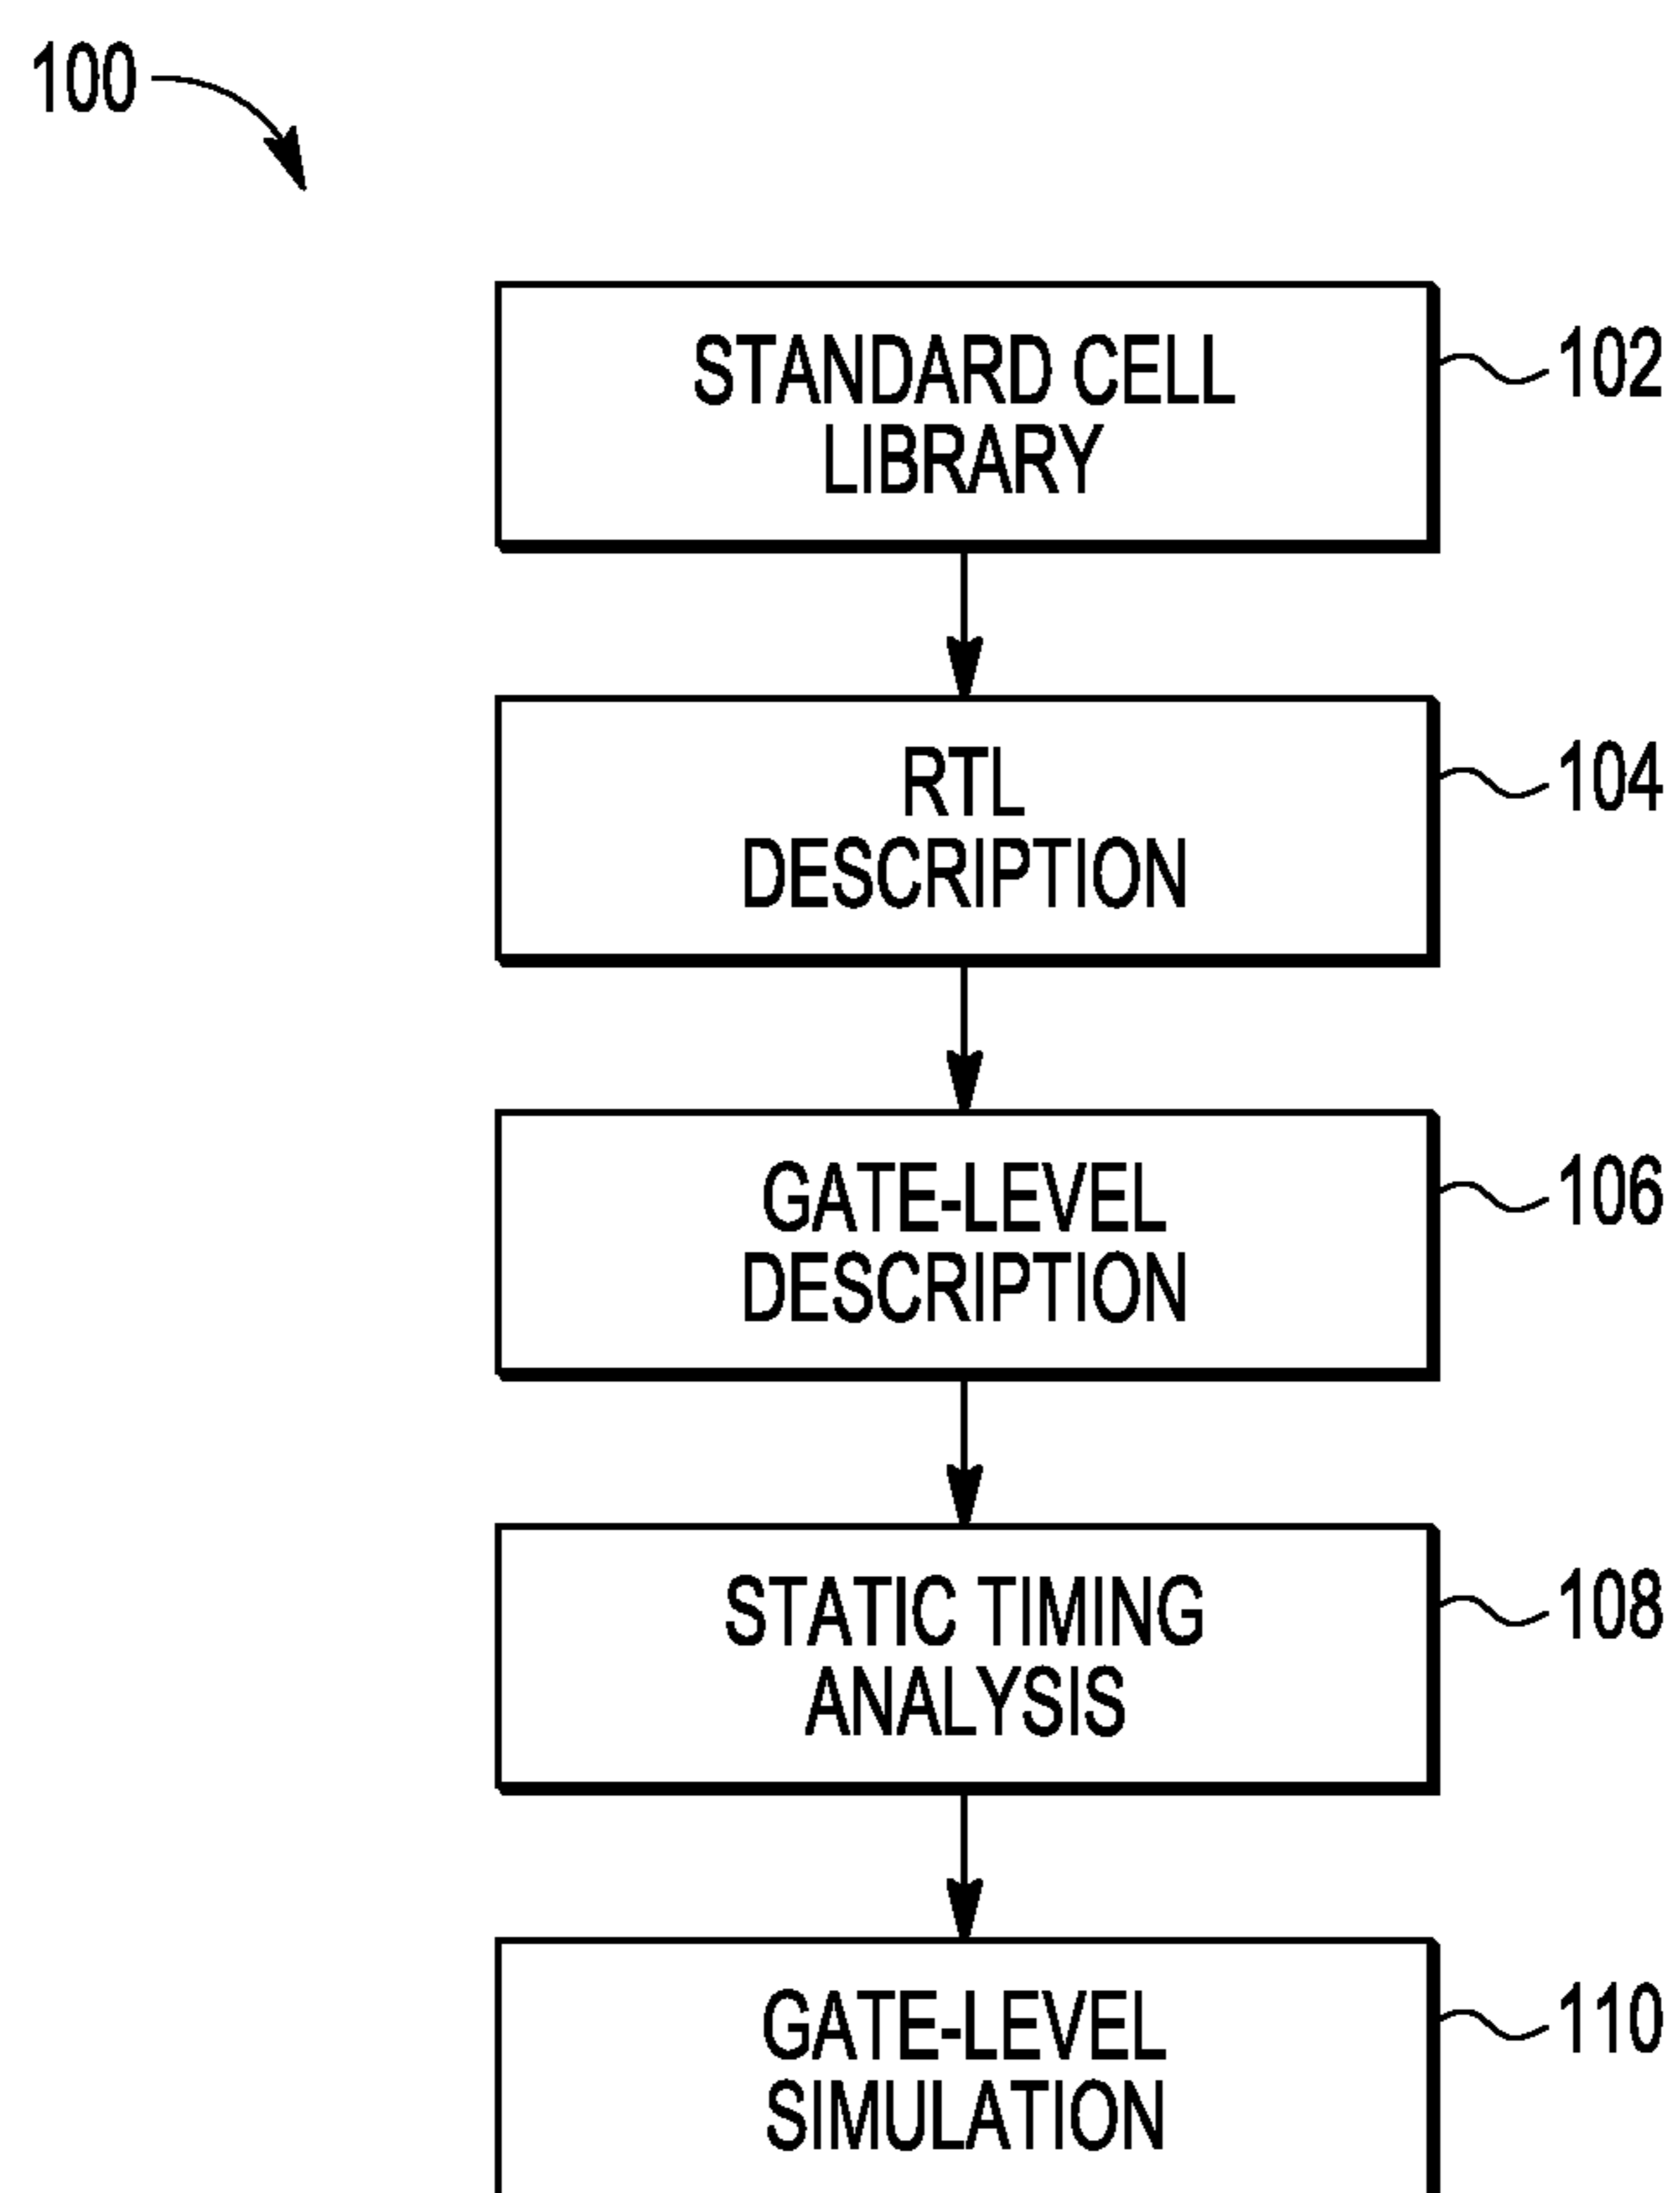 100
STANDARD CELL
LIBRARY
102
RTL
DESCRIPTION
104
GATE-LEVEL
DESCRIPTION
106
STATIC TIMING
ANALYSIS
108
GATE-LEVEL
SIMULATION
110